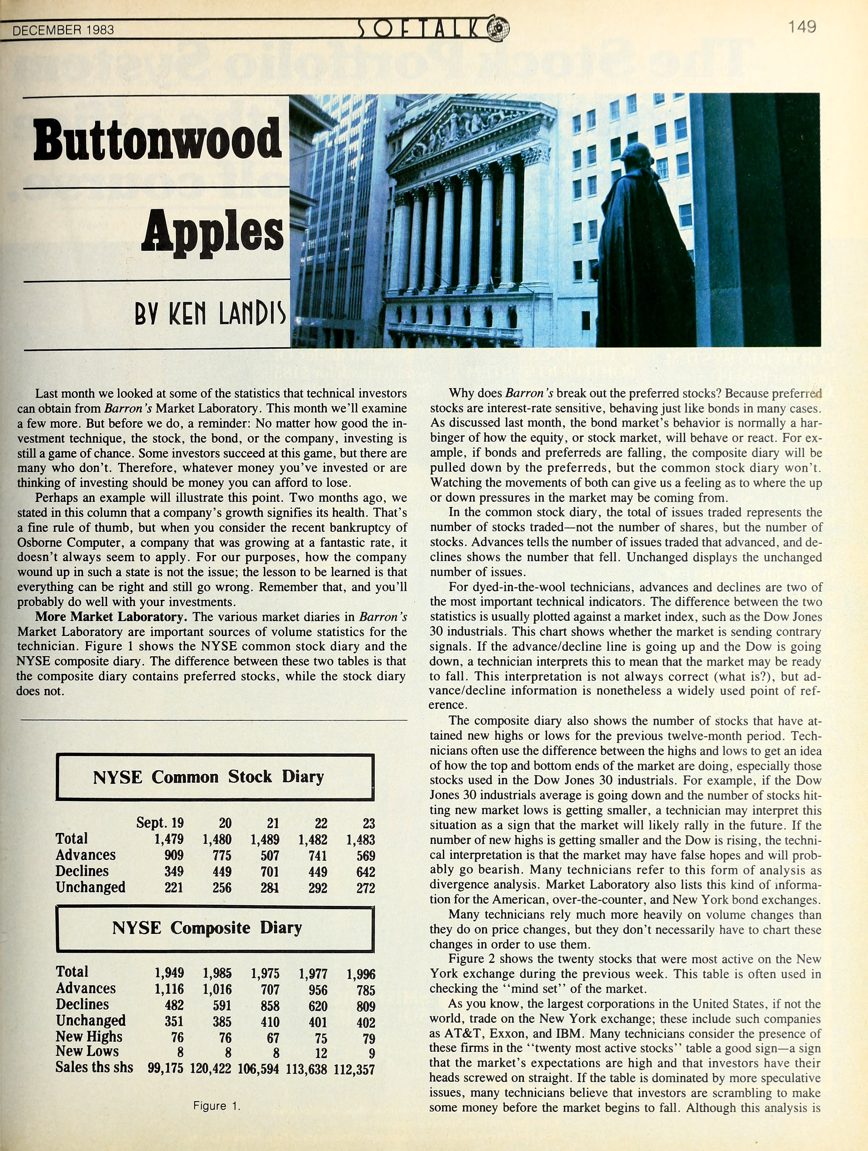 DECEMBER 1983
SOFTALK
149
Buttonwood
Apples
BY KEN LANDIS
Last month we looked at some of the statistics that technical investors
can obtain from Barron's Market Laboratory. This month we'll examine
a few more. But before we do, a reminder: No matter how good the in-
vestment technique, the stock, the bond, or the company, investing is
still a game of chance. Some investors succeed at this game, but there are
many who don't. Therefore, whatever money you've invested or are
thinking of investing should be money you can afford to lose.
Perhaps an example will illustrate this point. Two months ago, we
stated in this column that a company's growth signifies its health. That's
a fine rule of thumb, but when you consider the recent bankruptcy of
Osborne Computer, a company that was growing at a fantastic rate, it
doesn't always seem to apply. For our purposes, how the company
wound up in such a state is not the issue; the lesson to be learned is that
everything can be right and still go wrong. Remember that, and you'll
probably do well with your investments.
More Market Laboratory. The various market diaries in Barron's
Market Laboratory are important sources of volume statistics for the
technician. Figure 1 shows the NYSE common stock diary and the
NYSE composite diary. The difference between these two tables is that
the composite diary contains preferred stocks, while the stock diary
does not.
NYSE Common Stock Diary
Sept. 19 20 21 22 23
Total 1,479 1,480 1,489 1,482 1,483
Advances 909 775 507 741 569
Declines 349 449 701 449 642
Unchanged 221 256 281 292 272
NYSE Composite Diary
Total 1,949 1,985 1,975 1,977 1,996
Advances 1,116 1,016 707 956 785
Declines 482 591 858 620 809
Unchanged 351 385 410 401 402
New Highs 76 76 67 75 79
New Lows 8 8 8 12 9
Sales ths shs 99,175 120,422 106,594 113,638 112,357
Figure 1.
Why does Barron's break out the preferred stocks? Because preferred
stocks are interest-rate sensitive, behaving just like bonds in many cases.
As discussed last month, the bond market's behavior is normally a har-
binger of how the equity, or stock market, will behave or react. For ex-
ample, if bonds and preferreds are falling, the composite diary will be
pulled down by the preferreds, but the common stock diary won't.
Watching the movements of both can give us a feeling as to where the up
or down pressures in the market may be coming from.
In the common stock diary, the total of issues traded represents the
number of stocks traded—not the number of shares, but the number of
stocks. Advances tells the number of issues traded that advanced, and de-
clines shows the number that fell. Unchanged displays the unchanged
number of issues.
For dyed-in-the-wool technicians, advances and declines are two of
the most important technical indicators. The difference between the two
statistics is usually plotted against a market index, such as the Dow Jones
30 industrials. This chart shows whether the market is sending contrary
signals. If the advance/decline line is going up and the Dow is going
down, a technician interprets this to mean that the market may be ready
to fall. This interpretation is not always correct (what is?), but ad-
vance/decline information is nonetheless a widely used point of ref-
erence.
The composite diary also shows the number of stocks that have at-
tained new highs or lows for the previous twelve-month period. Tech-
nicians often use the difference between the highs and lows to get an idea
of how the top and bottom ends of the market are doing, especially those
stocks used in the Dow Jones 30 industrials. For example, if the Dow
Jones 30 industrials average is going down and the number of stocks hit-
ting new market lows is getting smaller, a technician may interpret this
situation as a sign that the market will likely rally in the future. If the
number of new highs is getting smaller and the Dow is rising, the techni-
cal interpretation is that the market may have false hopes and will prob-
ably go bearish. Many technicians refer to this form of analysis as
divergence analysis. Market Laboratory also lists this kind of informa-
tion for the American, over-the-counter, and New York bond exchanges.
Many technicians rely much more heavily on volume changes than
they do on price changes, but they don't necessarily have to chart these
changes in order to use them.
Figure 2 shows the twenty stocks that were most active on the New
York exchange during the previous week. This table is often used in
checking the "mind set" of the market.
As you know, the largest corporations in the United States, if not the
world, trade on the New York exchange; these include such companies
as AT&T, Exxon, and IBM. Many technicians consider the presence of
these firms in the "twenty most active stocks" table a good sign—a sign
that the market's expectations are high and that investors have their
heads screwed on straight. If the table is dominated by more speculative
issues, many technicians believe that investors are scrambling to make
some money before the market begins to fall. Although this analysis is